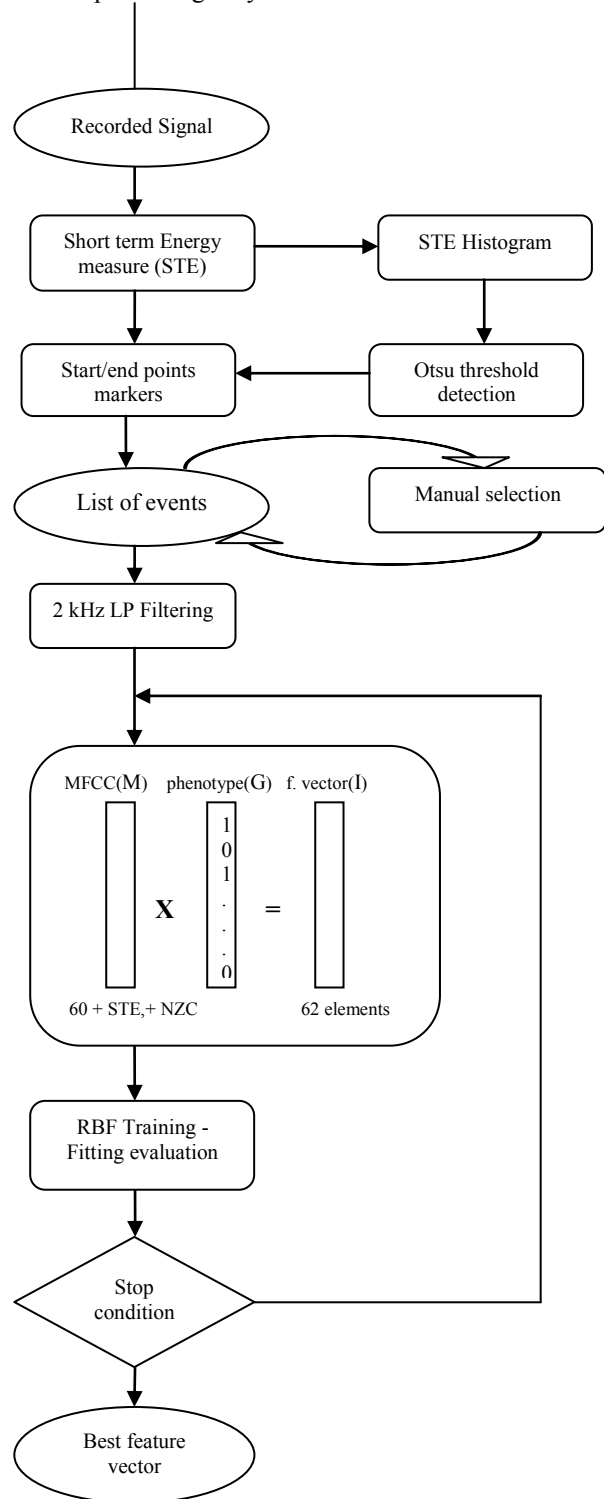 Recorded Signal
Short term Energy
measure (STE)
STE Histogram
Start/end points
markers
Otsu threshold
detection
List of events
Manual selection
2 kHz LP Filtering
MFCC(M) phenotype(G) f. vector(I)
1
0
1
.
.
.
0
X
=
60 + STE,+ NZC
62 elements
RBF Training -
Fitting evaluation
Stop
condition
Best feature
vector